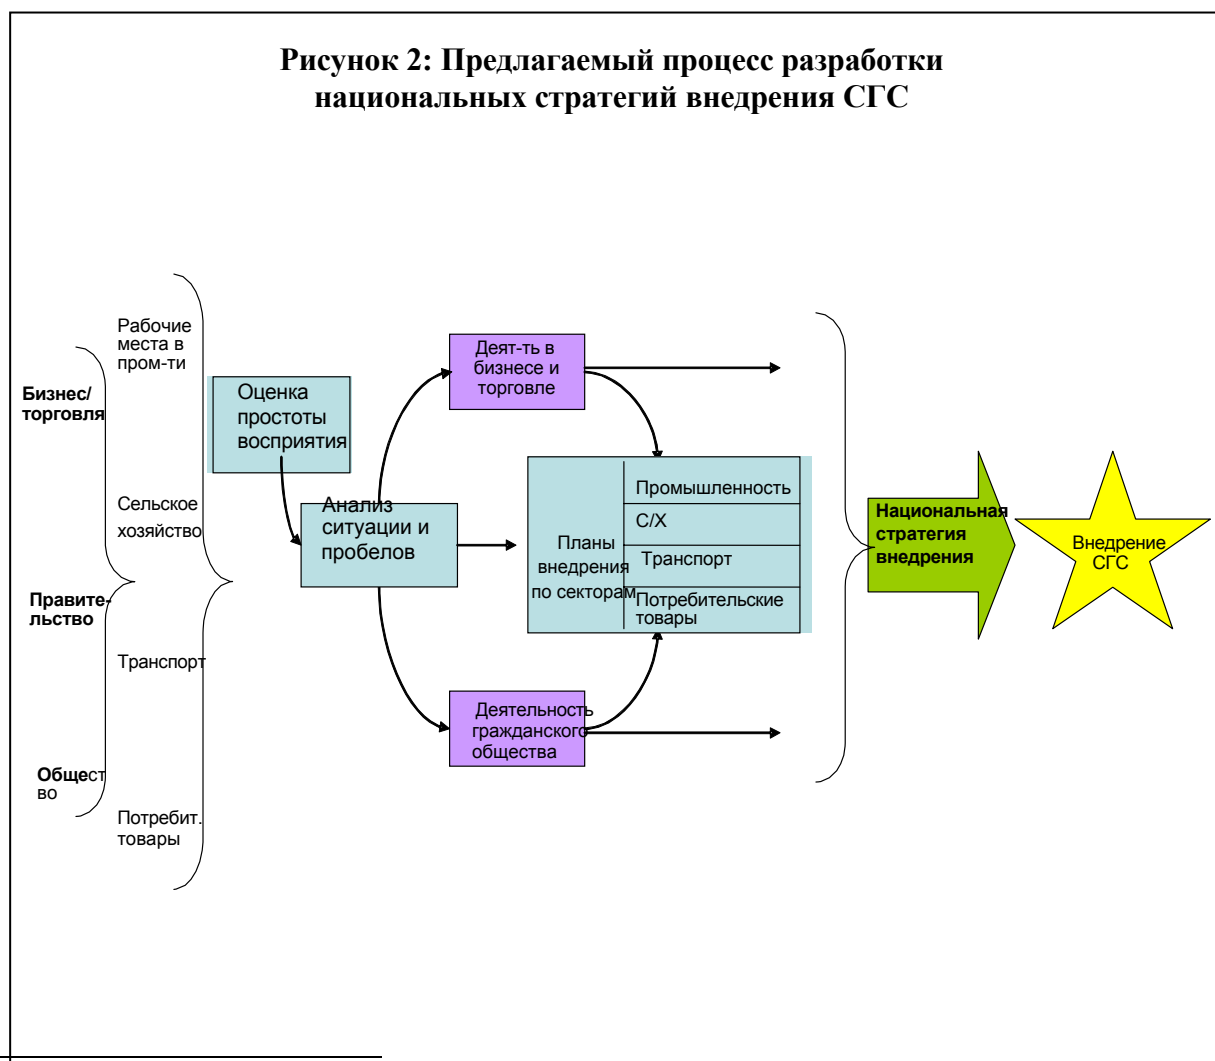 Рисунок 2: Предлагаемый процесс разработки
национальных стратегий внедрения СГС
Бизнес/
торговля
Правите-
льство
Общест
во
Рабочие
места в
пром-ти
Сельское
хозяйство
Транспорт
Потребит.
товары
Оценка
простоты
восприятия
Анализ
ситуации и
пробелов
Деят-ть в
бизнесе и
торговле
Планы
внедрения
по секторам
Промышленность
С/Х
Транспорт
Потребительские
товары
Деятельность
гражданского
общества
Национальная
стратегия
внедрения
Внедрение
СГС